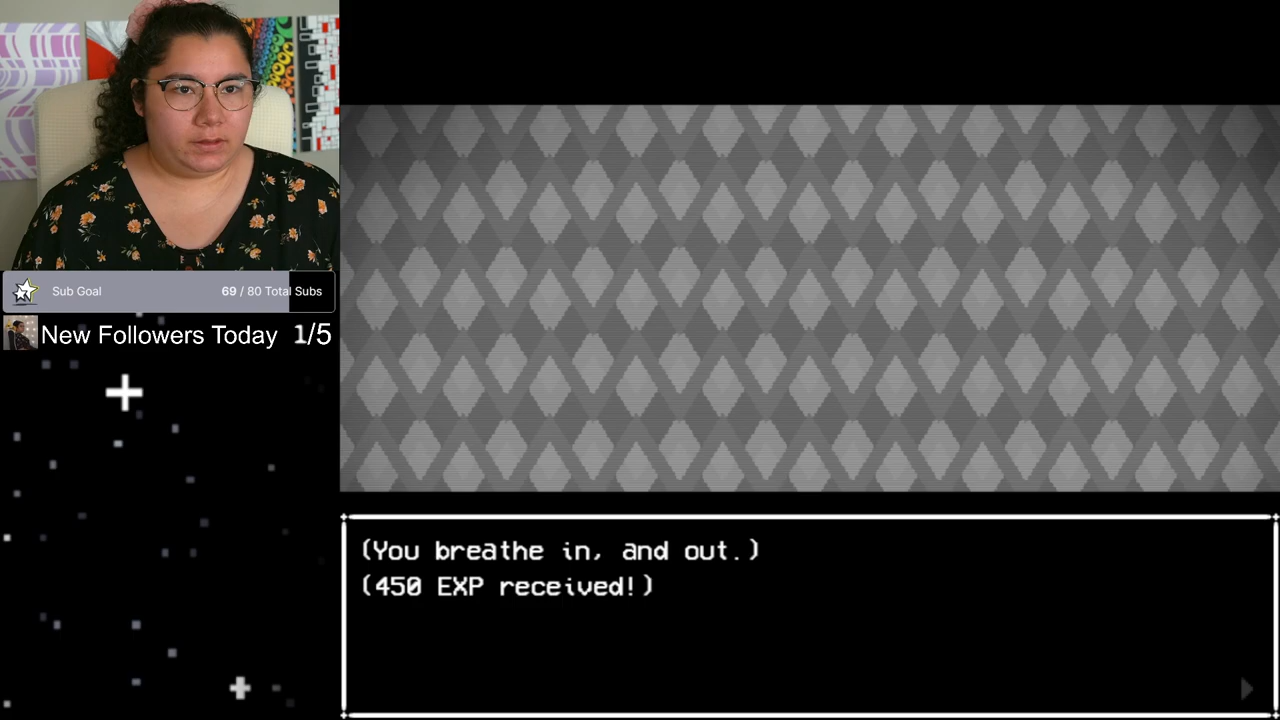 Sub Goal 69 / 80 Total Subs
New Followers Today 1/5
(You breathe in, and out.)
(450 EXP received!)